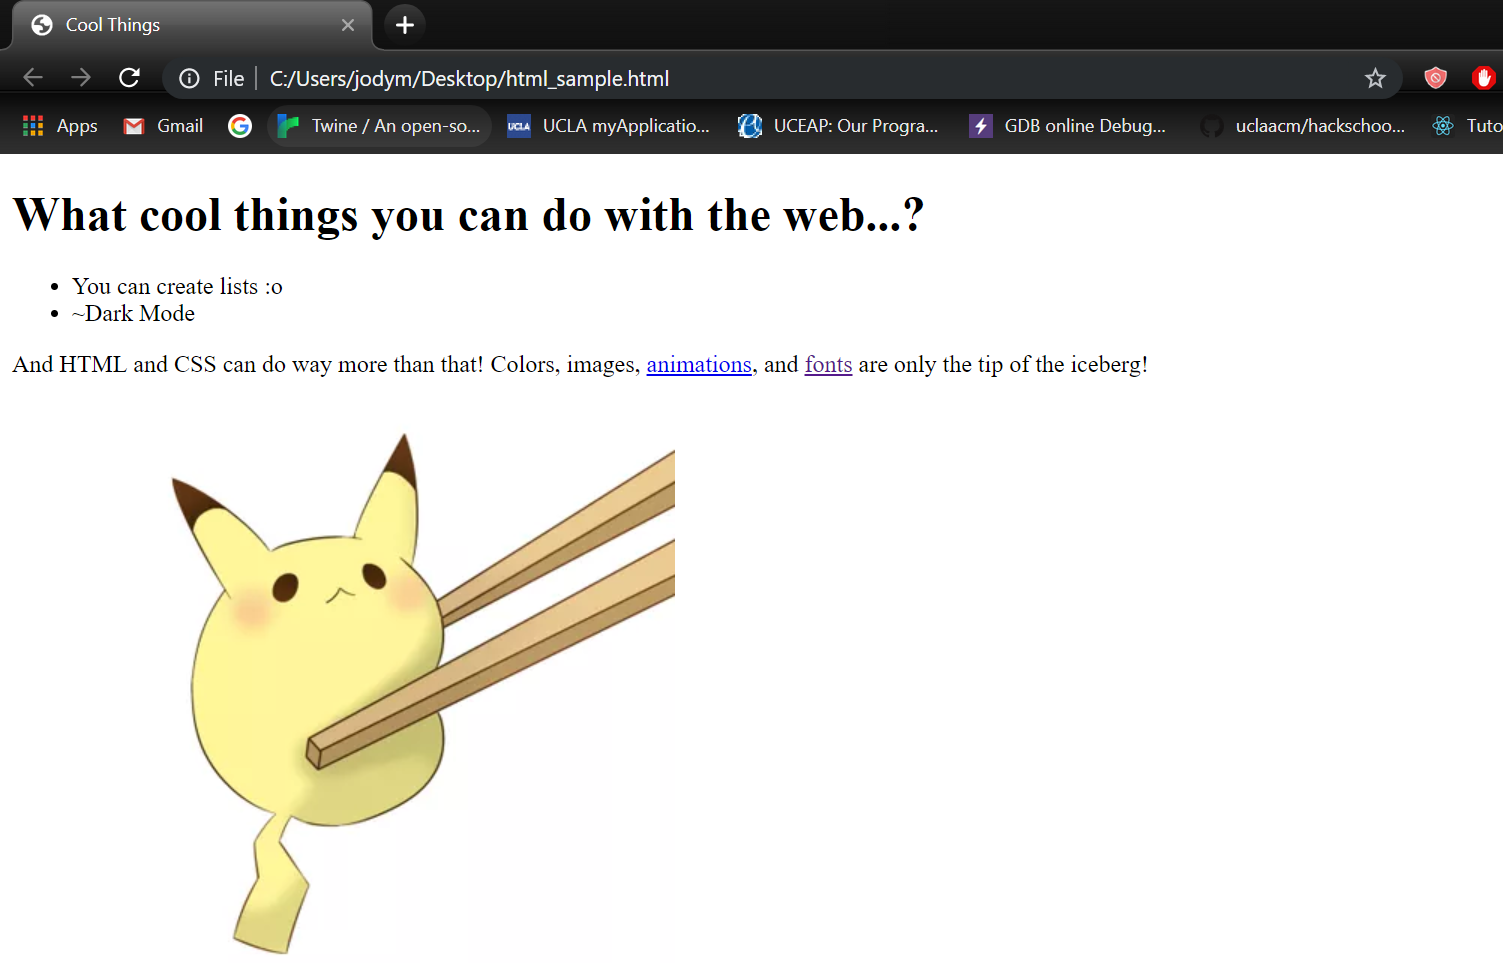 Cool Things
File C:/Users/jodym/Desktop/html_sample.html
Apps Gmail Twine / An open-so... UCLA UCLA myApplicatio... UCEAP: Our Progra... GDB online Debug... uclaacm/hackschoo... Tuto
What cool things you can do with the web...?
• You can create lists :o
• ~Dark Mode
And HTML and CSS can do way more than that! Colors, images, animations, and fonts are only the tip of the iceberg!